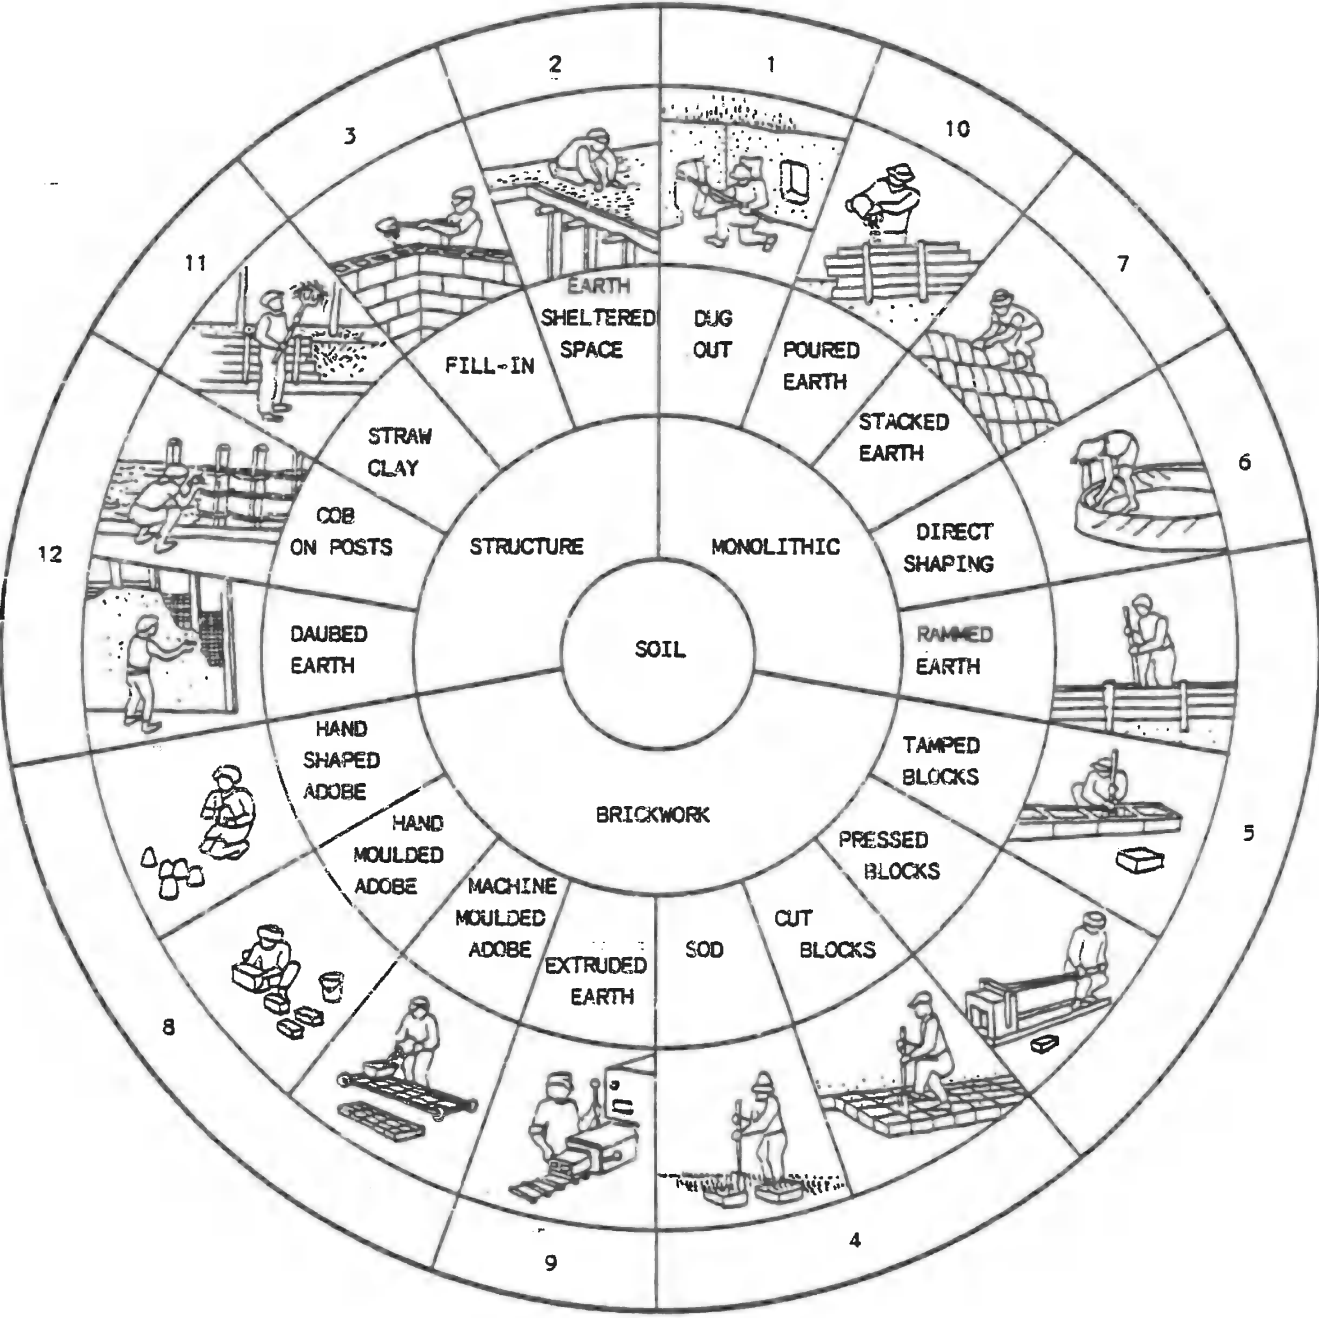 1
10
7
6
5
4
9
8
12
11
3
2
DUG
OUT
POURED
EARTH
STACKED
EARTH
DIRECT
SHAPING
RAMMED
EARTH
TAMPED
BLOCKS
PRESSED
BLOCKS
CUT
BLOCKS
SOD
EXTRUDED
EARTH
MACHINE
MOULDED
ADOBE
HAND
MOULDED
ADOBE
HAND
SHAPED
ADOBE
DAUBED
EARTH
COB
ON POSTS
STRAW
CLAY
FILL-IN
EARTH
SHELTERED
SPACE
STRUCTURE
MONOLITHIC
BRICKWORK
SOIL